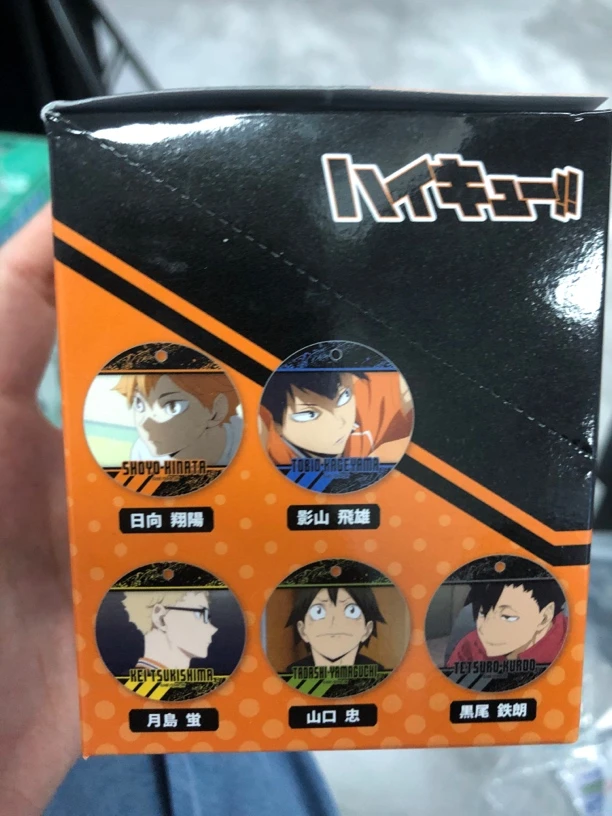 ハイキュー!!
SHOYO HINATA
TOBIO KAGEYAMA
日向 翔陽
影山 飛雄
KEI TSUKISHIMA
TADASHI YAMAGUCHI
TETSURO KUROO
月島 蛍
山口 忠
黒尾 鉄朗